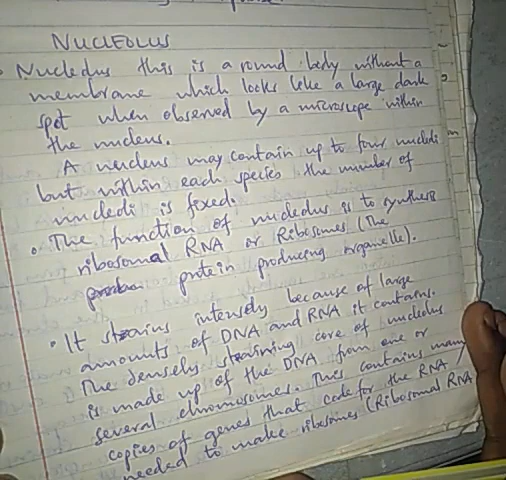 NUCLEOLUS
Nucleolus this is a round body without a
membrane which looks like a large dark
spot when observed by a microscope within
the nucleus.
A nucleus may contain up to four nucleoli
but within each species the number of
nucleoli is fixed.
The function of nucleolus is to synthesis
ribosomal RNA or Ribosomes (The
protein producing organelle).
It stains intensely because of large
amounts of DNA and RNA it contains.
The densely staining core of nucleolus
is made up of the DNA from one or
several chromosomes. This contains many
copies of genes that code for the RNA
needed to make ribosomes (Ribosomal RNA